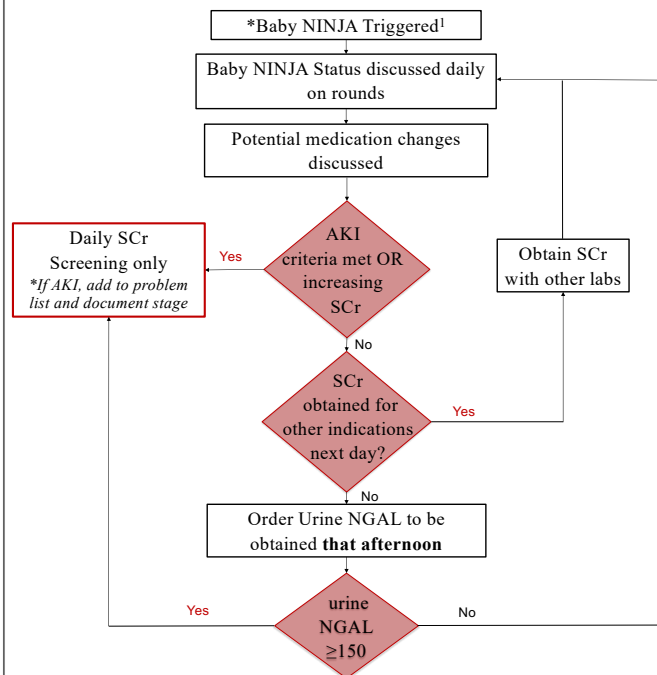 *Baby NINJA Triggered¹
Baby NINJA Status discussed daily
on rounds
Potential medication changes
discussed
AKI
criteria met OR
increasing
SCr
Yes
Daily SCr
Screening only
*If AKI, add to problem
list and document stage
Obtain SCr
with other labs
No
SCr
obtained for
other indications
next day?
Yes
No
Order Urine NGAL to be
obtained that afternoon
urine
NGAL
≥150
Yes
No